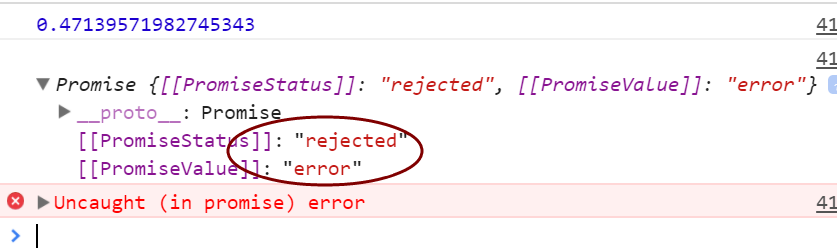 0.47139571982745343 41
41
▼Promise {[[PromiseStatus]]: "rejected", [[PromiseValue]]: "error"}
▶__proto__: Promise
[[PromiseStatus]]: "rejected"
[[PromiseValue]]: "error"
▶Uncaught (in promise) error 41
>